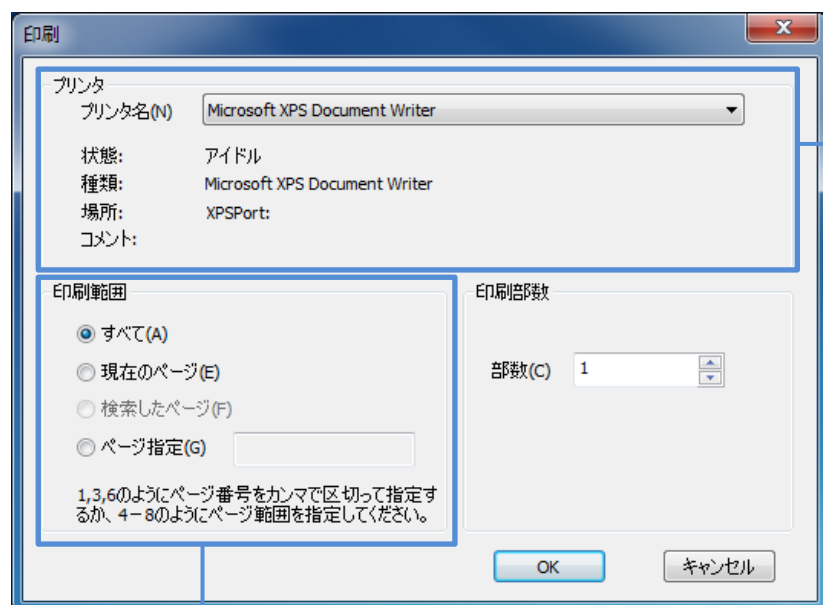 印刷
プリンタ
プリンタ名(N) Microsoft XPS Document Writer
状態: アイドル
種類: Microsoft XPS Document Writer
場所: XPSPort:
コメント:
印刷範囲
すべて(A)
現在のページ(E)
検索したページ(F)
ページ指定(G)
1,3,6のようにページ番号をカンマで区切って指定す
るか、4－8のようにページ範囲を指定してください。
印刷部数
部数(C) 1
OK キャンセル